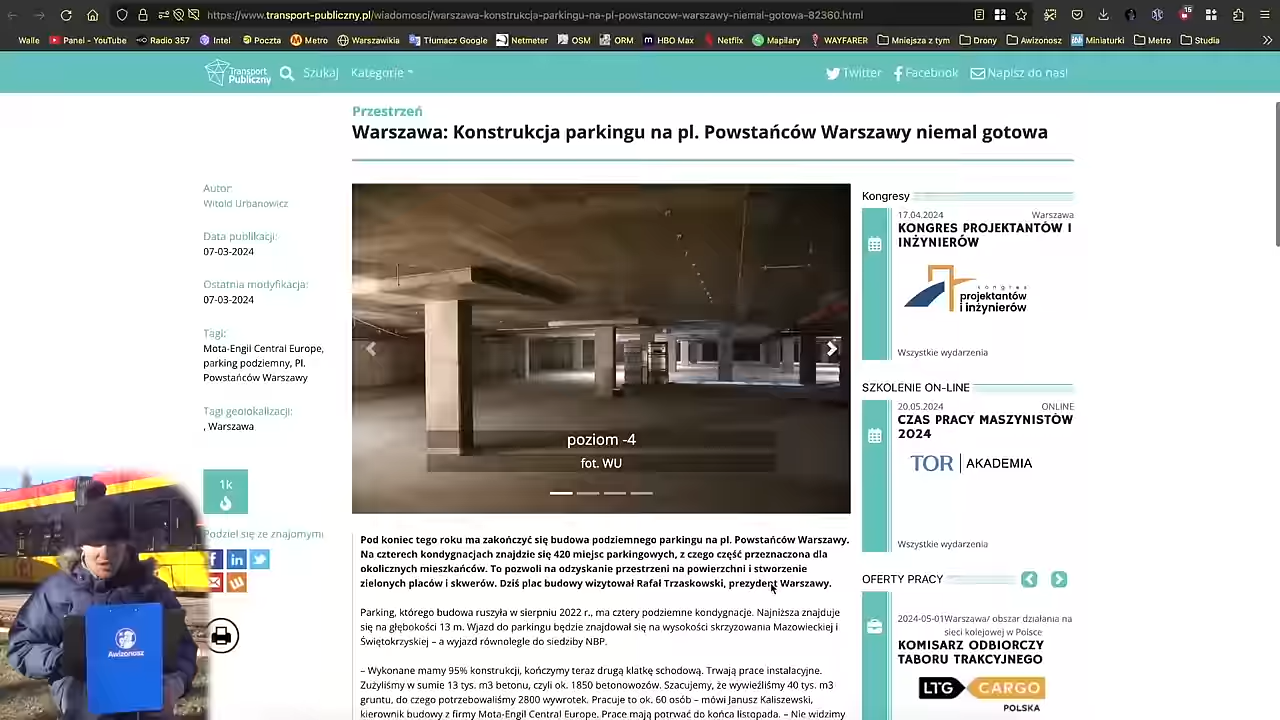 https://www.transport-publiczny.pl/wiadomosci/warszawa-konstrukcja-parkingu-na-pl-powstancow-warszawy-niemal-gotowa-82360.html
15
Walle Panel - YouTube Radio 357 Intel Poczta Metro Warszawikia Tłumacz Google Netmeter OSM ORM HBO Max Netflix Mapilary WAYFARER Mniejsza z tym Drony Awizonosz Miniaturki Metro Studia
Transport Publiczny Szukaj Kategorie Twitter Facebook Napisz do nas!
Przestrzeń
Warszawa: Konstrukcja parkingu na pl. Powstańców Warszawy niemal gotowa
Autor:
Witold Urbanowicz
Data publikacji:
07-03-2024
Ostatnia modyfikacja:
07-03-2024
Tagi:
Mota-Engil Central Europe,
parking podziemny, Pl.
Powstańców Warszawy
Tagi geolokalizacji:
, Warszawa
1k
Podziel się ze znajomymi
Awizonosz
poziom -4
fot. WU
Pod koniec tego roku ma zakończyć się budowa podziemnego parkingu na pl. Powstańców Warszawy.
Na czterech kondygnacjach znajdzie się 420 miejsc parkingowych, z czego część przeznaczona dla
okolicznych mieszkańców. To pozwoli na odzyskanie przestrzeni na powierzchni i stworzenie
zielonych placów i skwerów. Dziś plac budowy wizytował Rafał Trzaskowski, prezydent Warszawy.
Parking, którego budowa ruszyła w sierpniu 2022 r., ma cztery podziemne kondygnacje. Najniższa znajduje
się na głębokości 13 m. Wjazd do parkingu będzie znajdował się na wysokości skrzyżowania Mazowieckiej i
Świętokrzyskiej – a wyjazd równolegle do siedziby NBP.
– Wykonane mamy 95% konstrukcji, kończymy teraz drugą klatkę schodową. Trwają prace instalacyjne.
Zużyliśmy w sumie 13 tys. m3 betonu, czyli ok. 1850 betonowozów. Szacujemy, że wywieźliśmy 40 tys. m3
gruntu, do czego potrzebowaliśmy 2800 wywrotek. Pracuje tu ok. 60 osób – mówi Janusz Kaliszewski,
kierownik budowy z firmy Mota-Engil Central Europe. Prace mają potrwać do końca listopada. – Nie widzimy
Kongresy
17.04.2024 Warszawa
KONGRES PROJEKTANTÓW I
INŻYNIERÓW
kongres
projektantów
i inżynierów
Wszystkie wydarzenia
SZKOLENIE ON-LINE
20.05.2024 ONLINE
CZAS PRACY MASZYNISTÓW
2024
TOR AKADEMIA
Wszystkie wydarzenia
OFERTY PRACY
2024-05-01 Warszawa/ obszar działania na
sieci kolejowej w Polsce
KOMISARZ ODBIORCZY
TABORU TRAKCYJNEGO
LTG CARGO
POLSKA